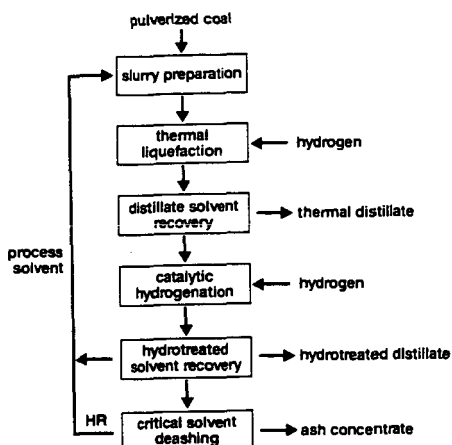 pulverized coal
slurry preparation
thermal
liquefaction
hydrogen
distillate solvent
recovery
thermal distillate
process
solvent
catalytic
hydrogenation
hydrogen
hydrotreated
solvent recovery
hydrotreated distillate
HR
critical solvent
deashing
ash concentrate